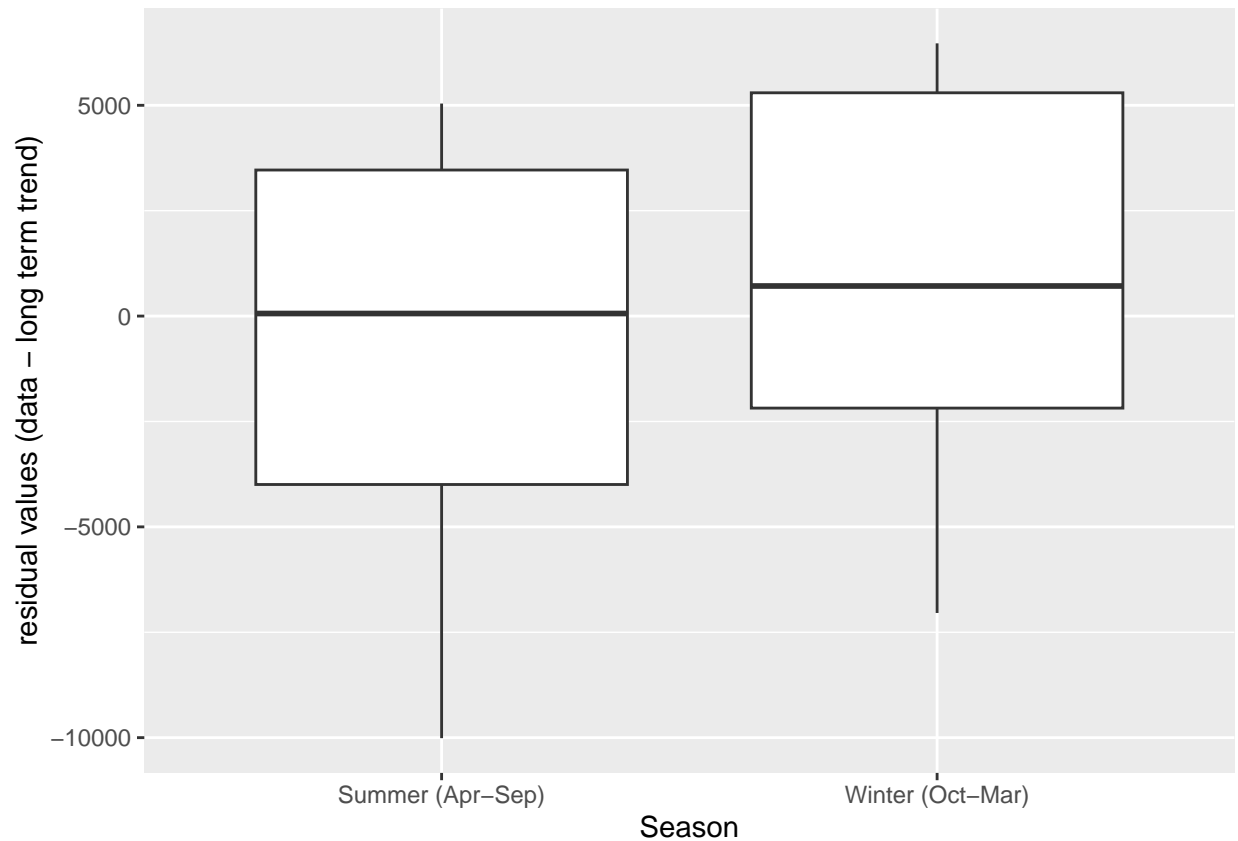 residual values (data − long term trend)
5000
0
−5000
−10000
Summer (Apr−Sep)
Winter (Oct−Mar)
Season